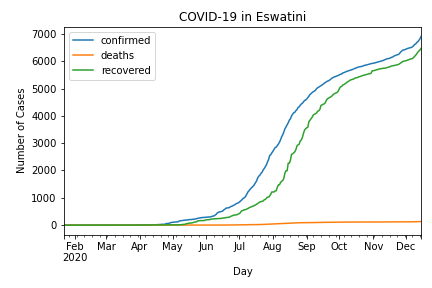 COVID-19 in Eswatini
confirmed
deaths
recovered
Number of Cases
7000
6000
5000
4000
3000
2000
1000
0
Feb Mar Apr May Jun Jul Aug Sep Oct Nov Dec
2020
Day